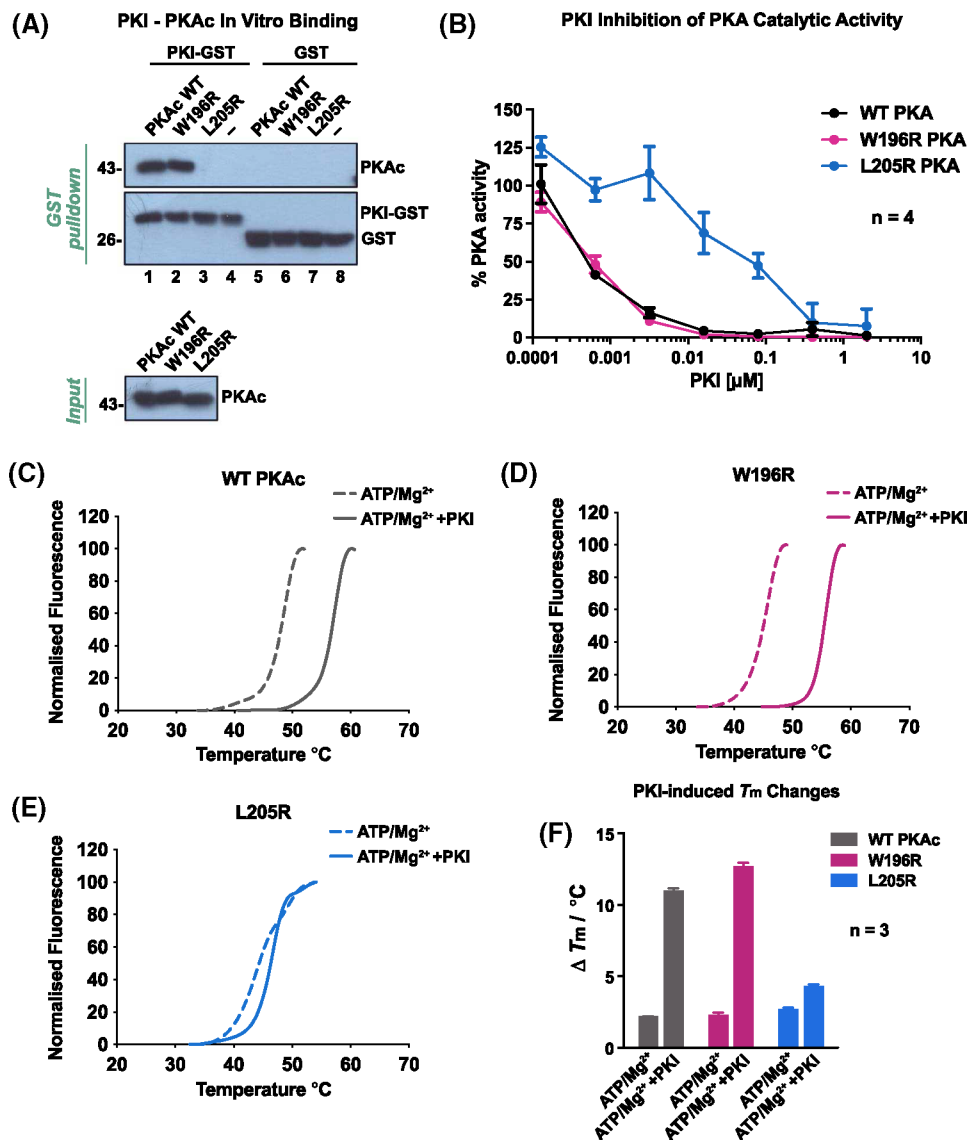 (A)
PKI - PKAc In Vitro Binding
PKI-GST GST
PKAc WT W196R L205R – PKAc WT W196R L205R –
GST pulldown
43- PKAc
PKI-GST
26- GST
1 2 3 4 5 6 7 8
PKAc WT W196R L205R
Input
43- PKAc
(B)
PKI Inhibition of PKA Catalytic Activity
WT PKA
W196R PKA
L205R PKA
n = 4
% PKA activity
150
125
100
75
50
25
0
0.0001 0.001 0.01 0.1 1 10
PKI [µM]
(C)
WT PKAc
ATP/Mg²⁺
ATP/Mg²⁺ +PKI
Normalised Fluorescence
120
100
80
60
40
20
0
20 30 40 50 60 70
Temperature °C
(D)
W196R
ATP/Mg²⁺
ATP/Mg²⁺ +PKI
Normalised Fluorescence
120
100
80
60
40
20
0
20 30 40 50 60 70
Temperature °C
(E)
L205R
ATP/Mg²⁺
ATP/Mg²⁺ +PKI
Normalised Fluorescence
120
100
80
60
40
20
0
20 30 40 50 60 70
Temperature °C
PKI-induced Tm Changes
(F)
WT PKAc
W196R
L205R
n = 3
Δ Tm / °C
15
10
5
0
ATP/Mg²⁺
ATP/Mg²⁺ +PKI
ATP/Mg²⁺
ATP/Mg²⁺ +PKI
ATP/Mg²⁺
ATP/Mg²⁺ +PKI